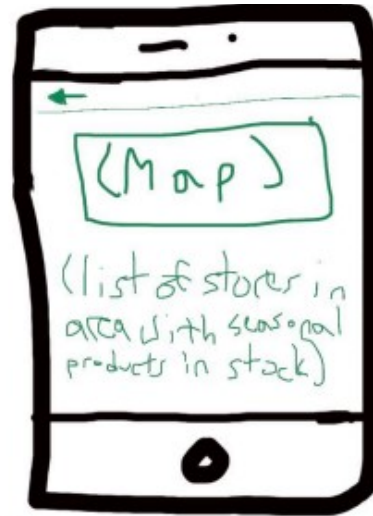 (Map)
(list of stores in
area with seasonal
products in stock)